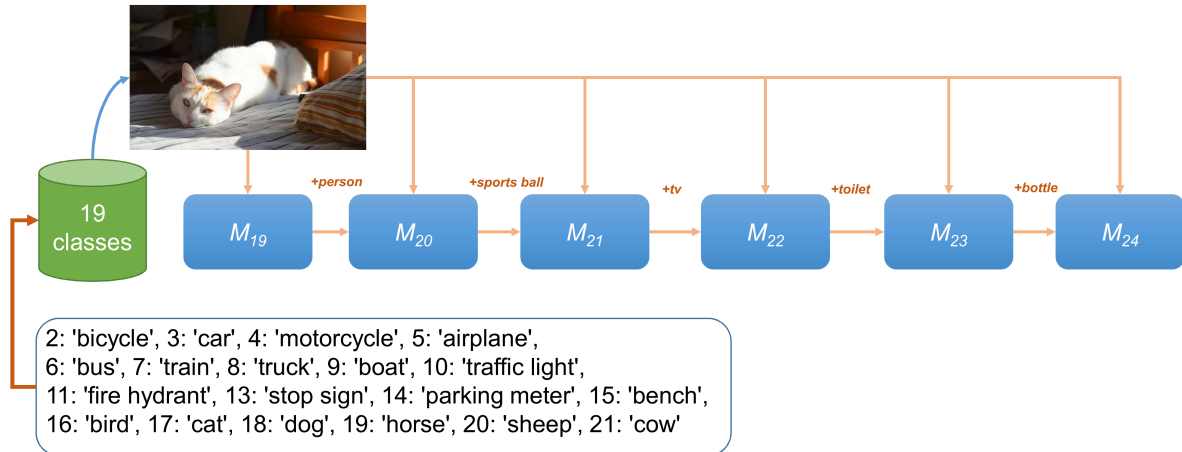 +person
+sports ball
+tv
+toilet
+bottle
19
classes
M19
M20
M21
M22
M23
M24
2: 'bicycle', 3: 'car', 4: 'motorcycle', 5: 'airplane',
6: 'bus', 7: 'train', 8: 'truck', 9: 'boat', 10: 'traffic light',
11: 'fire hydrant', 13: 'stop sign', 14: 'parking meter', 15: 'bench',
16: 'bird', 17: 'cat', 18: 'dog', 19: 'horse', 20: 'sheep', 21: 'cow'